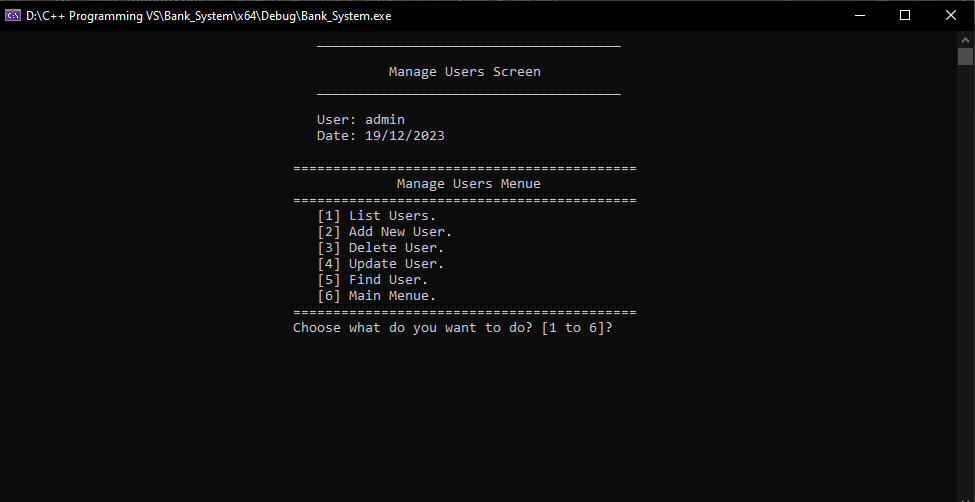 D:\C++ Programming VS\Bank_System\x64\Debug\Bank_System.exe
______________________________________
Manage Users Screen
______________________________________
User: admin
Date: 19/12/2023
===========================================
Manage Users Menue
===========================================
[1] List Users.
[2] Add New User.
[3] Delete User.
[4] Update User.
[5] Find User.
[6] Main Menue.
===========================================
Choose what do you want to do? [1 to 6]?